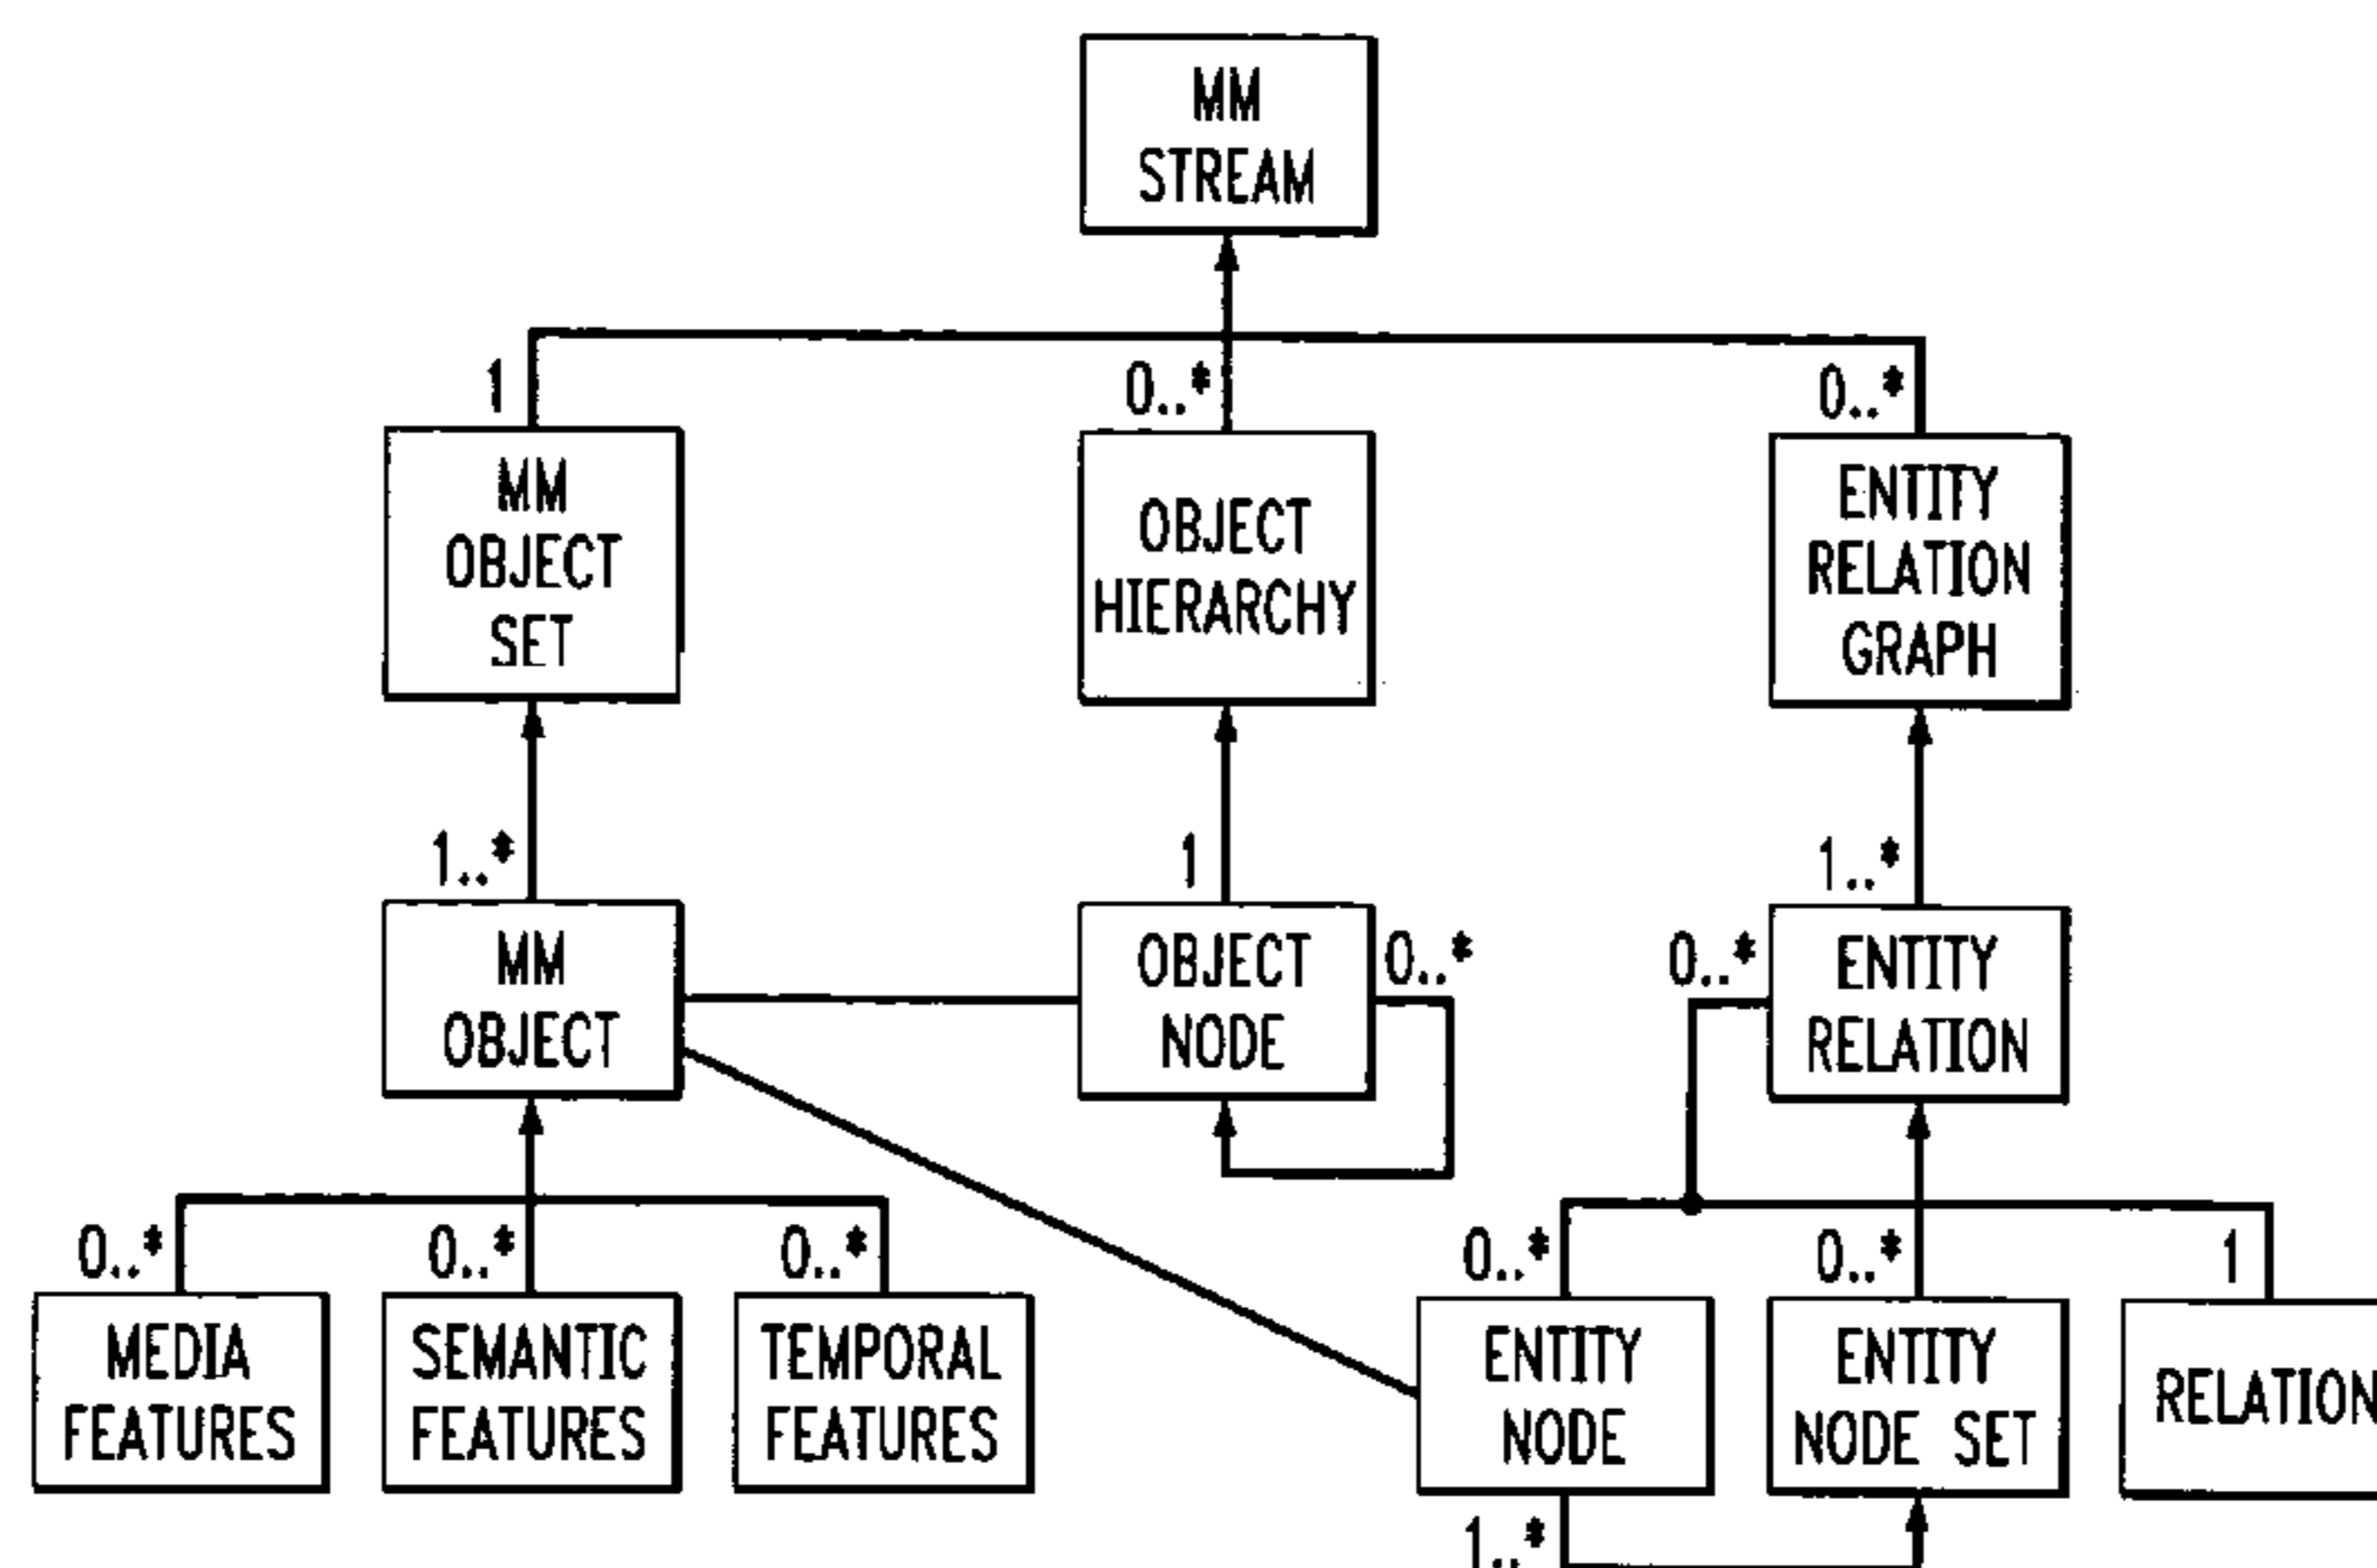 MM
STREAM
1
0..*
0..*
MM
OBJECT
SET
OBJECT
HIERARCHY
ENTITY
RELATION
GRAPH
1..*
1
1..*
MM
OBJECT
OBJECT
NODE
0..*
0..*
ENTITY
RELATION
0..*
0..*
0..*
0..*
0..*
1
MEDIA
FEATURES
SEMANTIC
FEATURES
TEMPORAL
FEATURES
ENTITY
NODE
ENTITY
NODE SET
RELATION
1..*